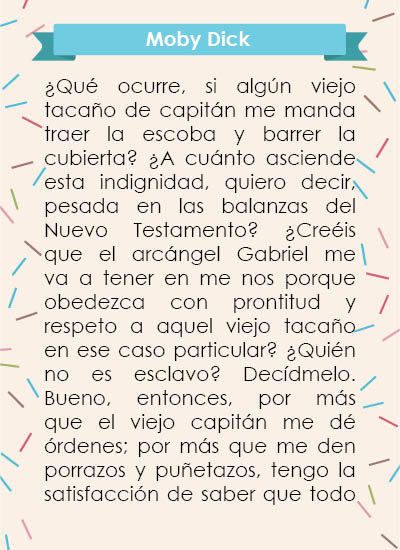 Moby Dick
¿Qué ocurre, si algún viejo
tacaño de capitán me manda
traer la escoba y barrer la
cubierta? ¿A cuánto asciende
esta indignidad, quiero decir,
pesada en las balanzas del
Nuevo Testamento? ¿Creéis
que el arcángel Gabriel me
va a tener en me nos porque
obedezca con prontitud y
respeto a aquel viejo tacaño
en ese caso particular? ¿Quién
no es esclavo? Decídmelo.
Bueno, entonces, por más
que el viejo capitán me dé
órdenes; por más que me den
porrazos y puñetazos, tengo la
satisfacción de saber que todo